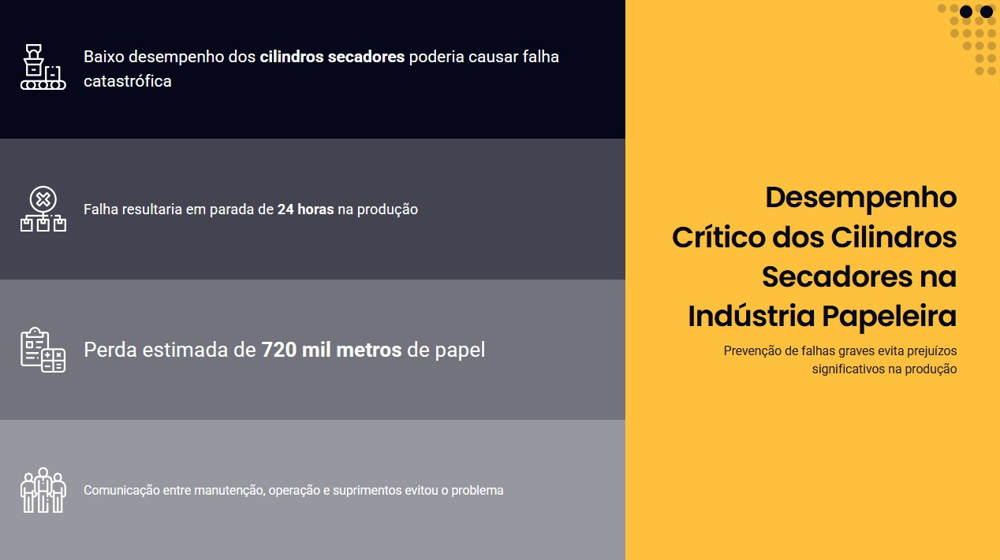 Baixo desempenho dos cilindros secadores poderia causar falha
catastrófica
Falha resultaria em parada de 24 horas na produção
Perda estimada de 720 mil metros de papel
Comunicação entre manutenção, operação e suprimentos evitou o problema
Desempenho
Crítico dos Cilindros
Secadores na
Indústria Papeleira
Prevenção de falhas graves evita prejuízos
significativos na produção